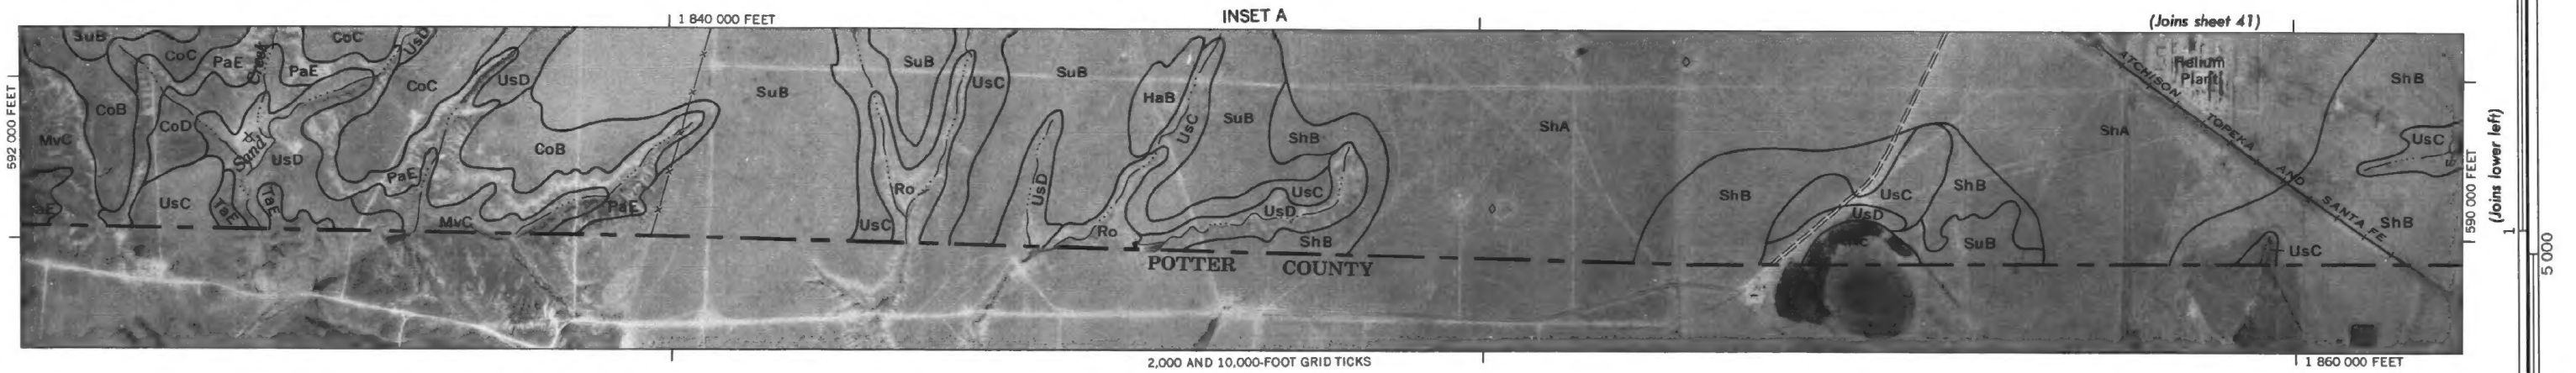 INSET A
1 840 000 FEET
(Joins sheet 41)
592 000 FEET
SuB
CoC
PaE
Creek
PaE
CoC
UsD
CoC
UsD
CoB
CoD
MvC
Sand
UsD
CoB
PaE
UsC
TaE
TaE
MvC
PaE
SuB
SuB
UsC
SuB
Ro
UsC
UsD
HaB
UsC
SuB
Ro
ShB
UsC
UsD
ShB
ShA
ShB
UsC
UsD
ShB
SuB
ShA
ATCHISON TOPEKA AND SANTA FE
Helium
Plant
ShB
UsC
ShB
UsC
POTTER COUNTY
590 000 FEET
(Joins lower left)
1
5 000
2,000 AND 10,000-FOOT GRID TICKS
1 860 000 FEET